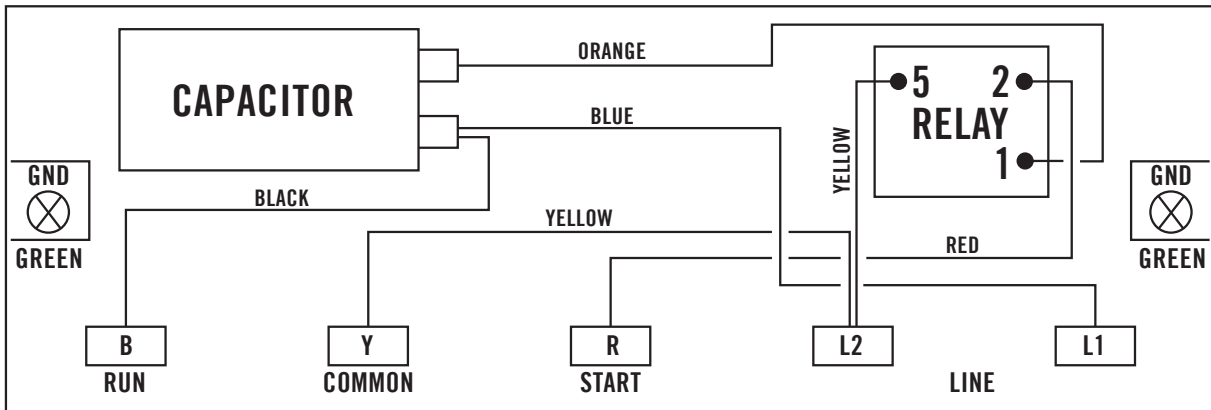 ORANGE
CAPACITOR
5 2
RELAY
1
BLUE
YELLOW
BLACK
YELLOW
RED
GND
GREEN
GND
GREEN
B
RUN
Y
COMMON
R
START
L2
LINE
L1